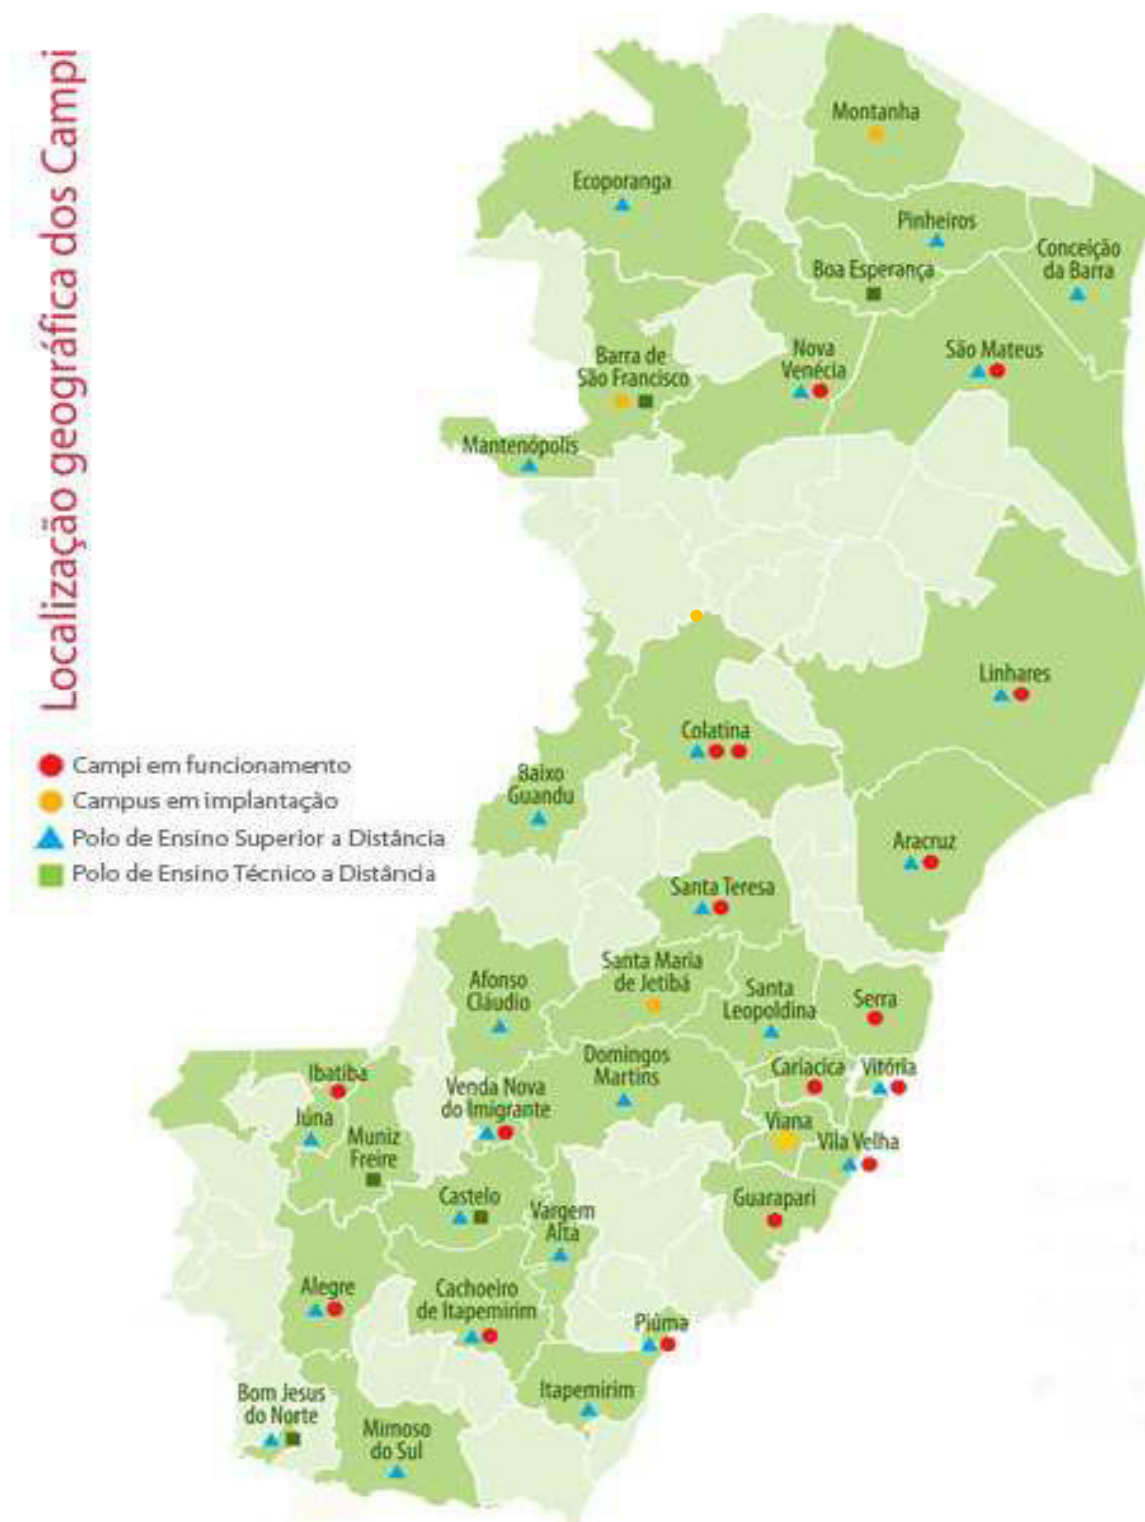 Localização geográfica dos Campi
Campi em funcionamento
Campus em implantação
Polo de Ensino Superior a Distância
Polo de Ensino Técnico a Distância
Montanha
Ecoporanga
Pinheiros
Conceição
da Barra
Boa Esperança
Barra de
São Francisco
Nova
Venécia
São Mateus
Mantenópolis
Linhares
Colatina
Baixo
Guandu
Aracruz
Santa Teresa
Santa Maria
de Jetibá
Afonso
Cláudio
Santa
Leopoldina
Serra
Domingos
Martins
Cariacica
Vitória
Ibatiba
Venda Nova
do Imigrante
Júna
Muniz
Freire
Viana
Vila Velha
Castelo
Vargem
Alta
Guarapari
Alegre
Cachoeiro
de Itapemirim
Piúma
Itapemirim
Bom Jesus
do Norte
Mimoso
do Sul